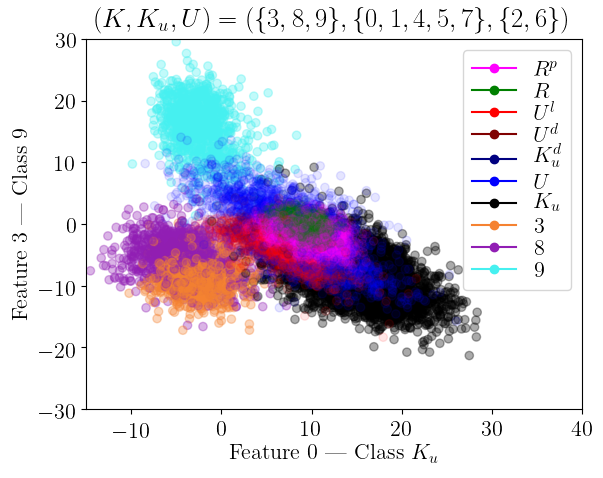 (K, K_u, U) = ({3, 8, 9}, {0, 1, 4, 5, 7}, {2, 6})
30
20
10
0
−10
−20
−30
Feature 3 — Class 9
R^p
R
U^l
U^d
K_u^d
U
K_u
3
8
9
−10
0
10
20
30
40
Feature 0 — Class K_u